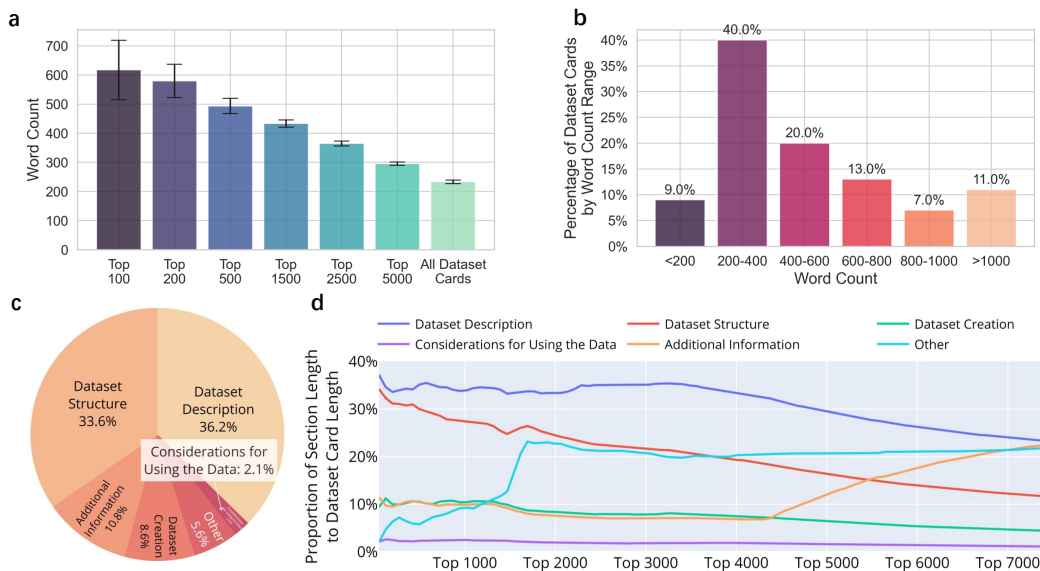 a
Word Count
700
600
500
400
300
200
100
0
Top 100
Top 200
Top 500
Top 1500
Top 2500
Top 5000
All Dataset Cards
b
Percentage of Dataset Cards
by Word Count Range
40%
35%
30%
25%
20%
15%
10%
5%
0%
9.0%
40.0%
20.0%
13.0%
7.0%
11.0%
<200
200-400
400-600
600-800
800-1000
>1000
Word Count
c
Dataset
Structure
33.6%
Dataset
Description
36.2%
Considerations for
Using the Data: 2.1%
Additional
Information
10.8%
Dataset
Creation
8.6%
Other
5.6%
d
Dataset Description
Dataset Structure
Dataset Creation
Considerations for Using the Data
Additional Information
Other
Proportion of Section Length
to Dataset Card Length
40%
30%
20%
10%
0%
Top 1000
Top 2000
Top 3000
Top 4000
Top 5000
Top 6000
Top 7000